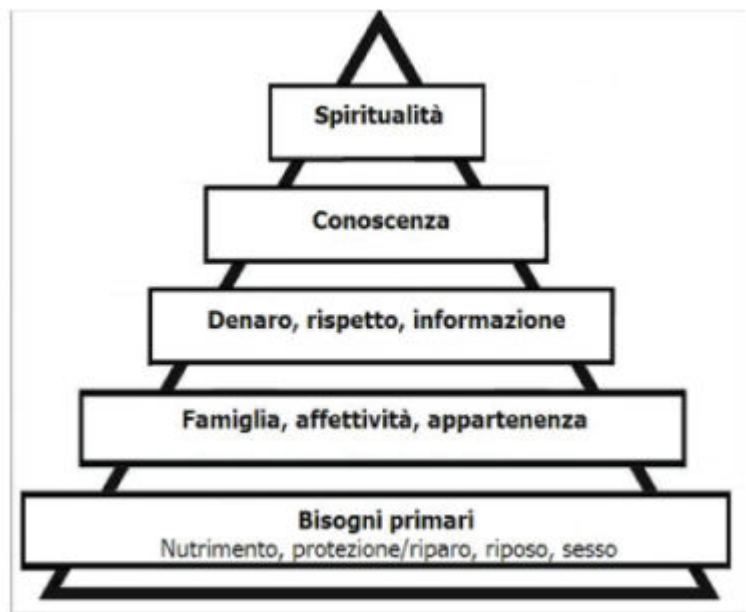 Spiritualità
Conoscenza
Denaro, rispetto, informazione
Famiglia, affettività, appartenenza
Bisogni primari
Nutrimento, protezione/riparo, riposo, sesso